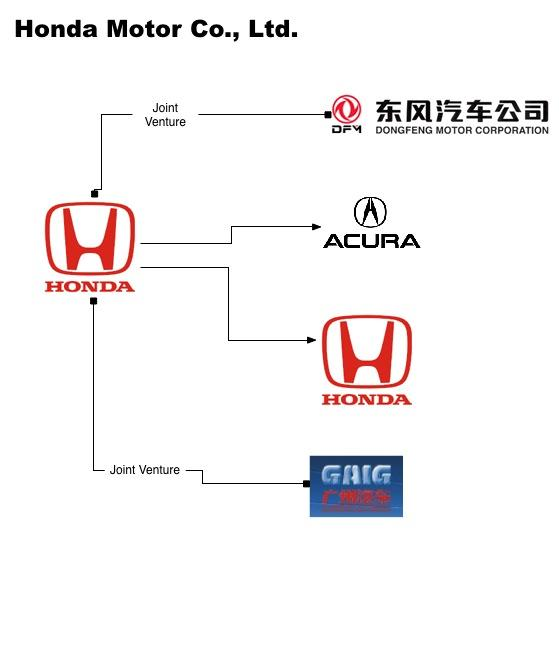 Honda Motor Co., Ltd.
Joint
Venture
DFM
东风汽车公司
DONGFENG MOTOR CORPORATION
ACURA
HONDA
HONDA
Joint Venture
GAIG
广州汽车